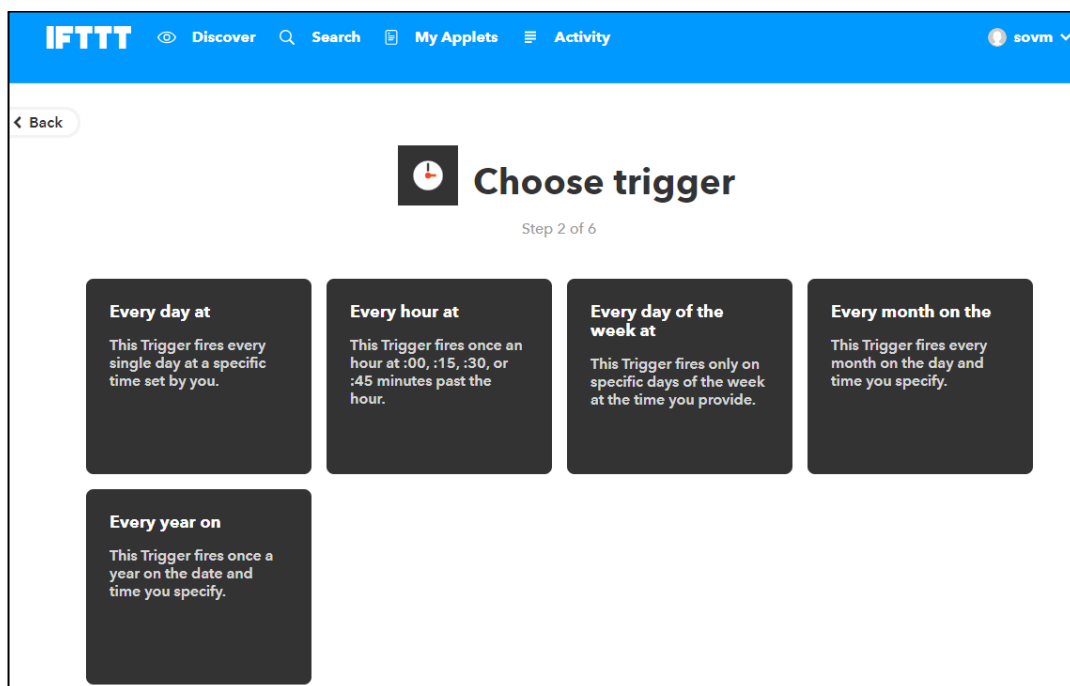 IFTTT Discover Search My Applets Activity sovm
Back
Choose trigger
Step 2 of 6
Every day at
This Trigger fires every
single day at a specific
time set by you.
Every hour at
This Trigger fires once an
hour at :00, :15, :30, or
:45 minutes past the
hour.
Every day of the
week at
This Trigger fires only on
specific days of the week
at the time you provide.
Every month on the
This Trigger fires every
month on the day and
time you specify.
Every year on
This Trigger fires once a
year on the date and
time you specify.